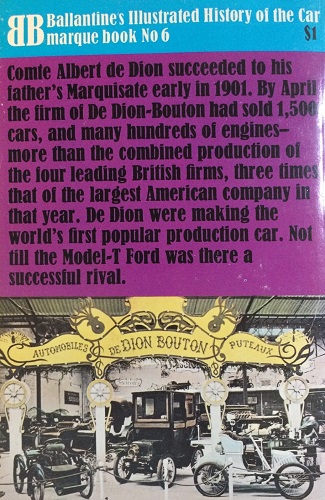 BB Ballantine's Illustrated History of the Car
marque book No 6 $1
Comte Albert de Dion succeeded to his
father's Marquisate early in 1901. By April
the firm of De Dion-Bouton had sold 1,500
cars, and many hundreds of engines—
more than the combined production of
the four leading British firms, three times
that of the largest American company in
that year. De Dion were making the
world's first popular production car. Not
till the Model-T Ford was there a
successful rival.
AUTOMOBILES DE DION BOUTON PUTEAUX